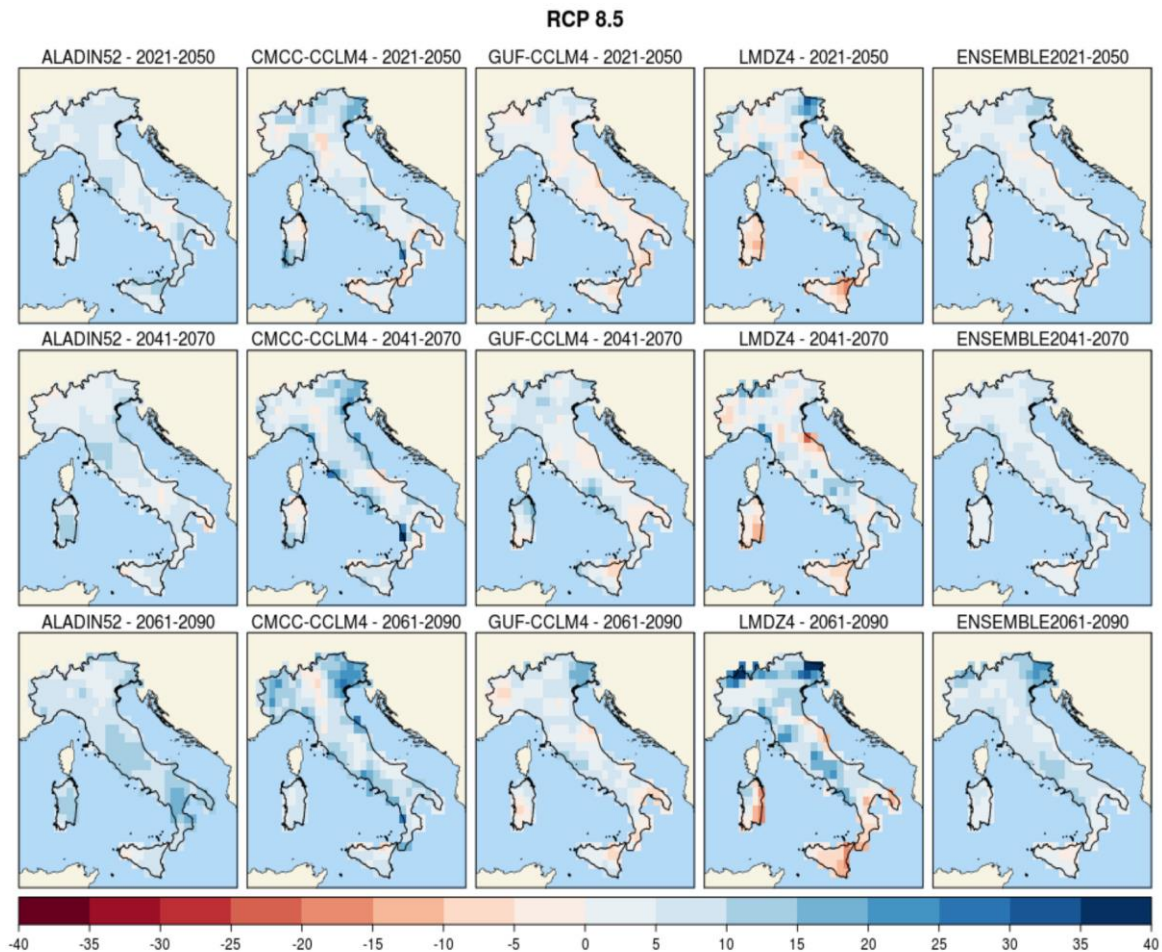 RCP 8.5
ALADIN52 - 2021-2050 CMCC-CCLM4 - 2021-2050 GUF-CCLM4 - 2021-2050 LMDZ4 - 2021-2050 ENSEMBLE2021-2050
ALADIN52 - 2041-2070 CMCC-CCLM4 - 2041-2070 GUF-CCLM4 - 2041-2070 LMDZ4 - 2041-2070 ENSEMBLE2041-2070
ALADIN52 - 2061-2090 CMCC-CCLM4 - 2061-2090 GUF-CCLM4 - 2061-2090 LMDZ4 - 2061-2090 ENSEMBLE2061-2090
-40 -35 -30 -25 -20 -15 -10 -5 0 5 10 15 20 25 30 35 40